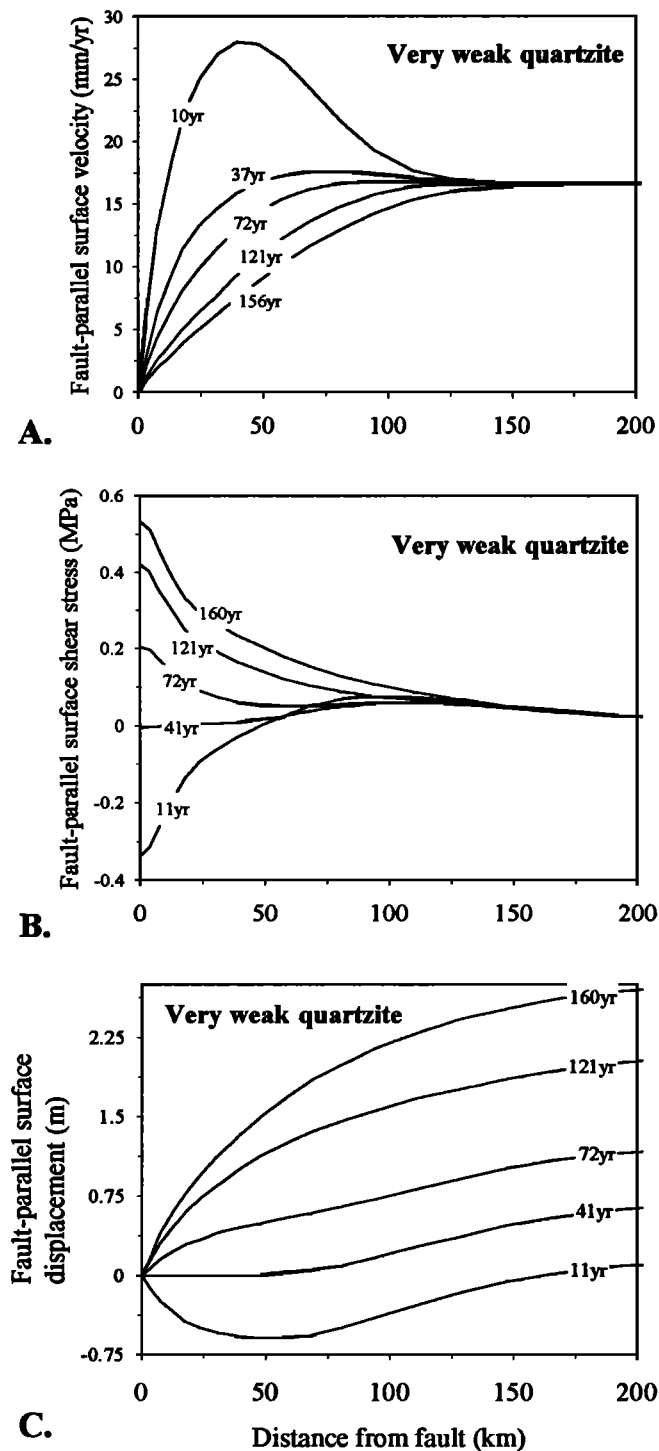 Fault-parallel surface velocity (mm/yr)
30
25
20
15
10
5
0
Very weak quartzite
10yr
37yr
72yr
121yr
156yr
0 50 100 150 200
A.
Fault-parallel surface shear stress (MPa)
0.6
0.4
0.2
0
-0.2
-0.4
Very weak quartzite
160yr
121yr
72yr
41yr
11yr
0 50 100 150 200
B.
Fault-parallel surface
displacement (m)
2.25
1.5
0.75
0
-0.75
Very weak quartzite
160yr
121yr
72yr
41yr
11yr
0 50 100 150 200
C.
Distance from fault (km)